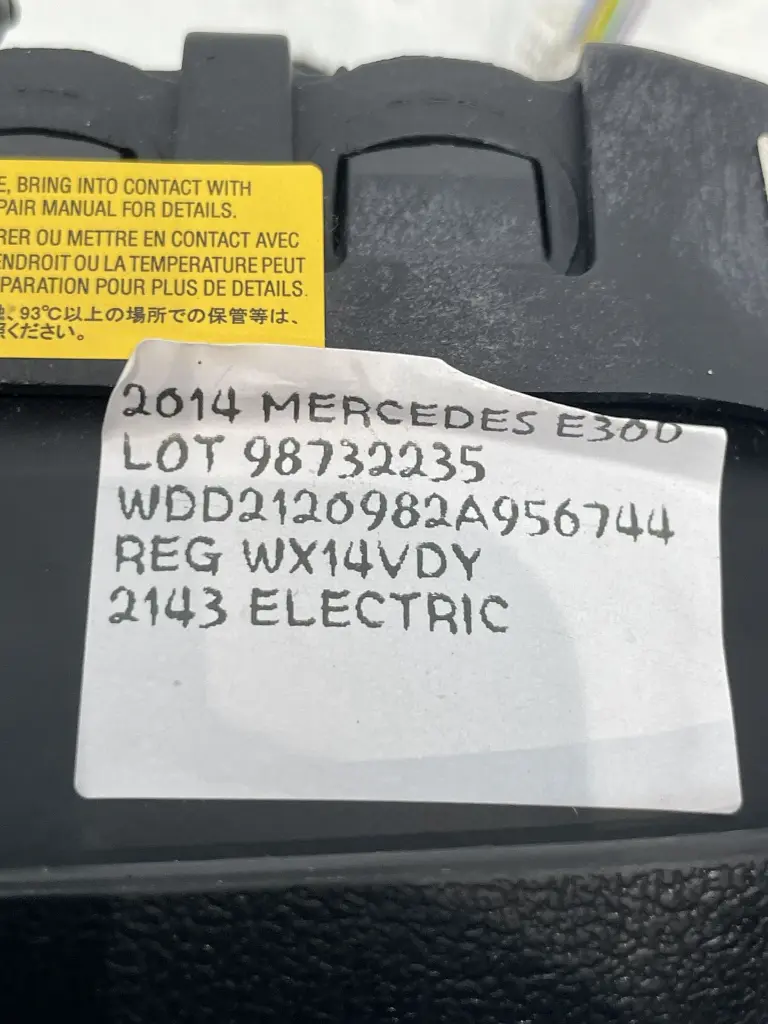 E, BRING INTO CONTACT WITH
PAIR MANUAL FOR DETAILS.
RER OU METTRE EN CONTACT AVEC
ENDROIT OU LA TEMPERATURE PEUT
PARATION POUR PLUS DE DETAILS.
、93℃以上の場所での保管等は、
ください。
2014 MERCEDES E300
LOT 98732235
WDD2120982A956744
REG WX14VDY
2143 ELECTRIC